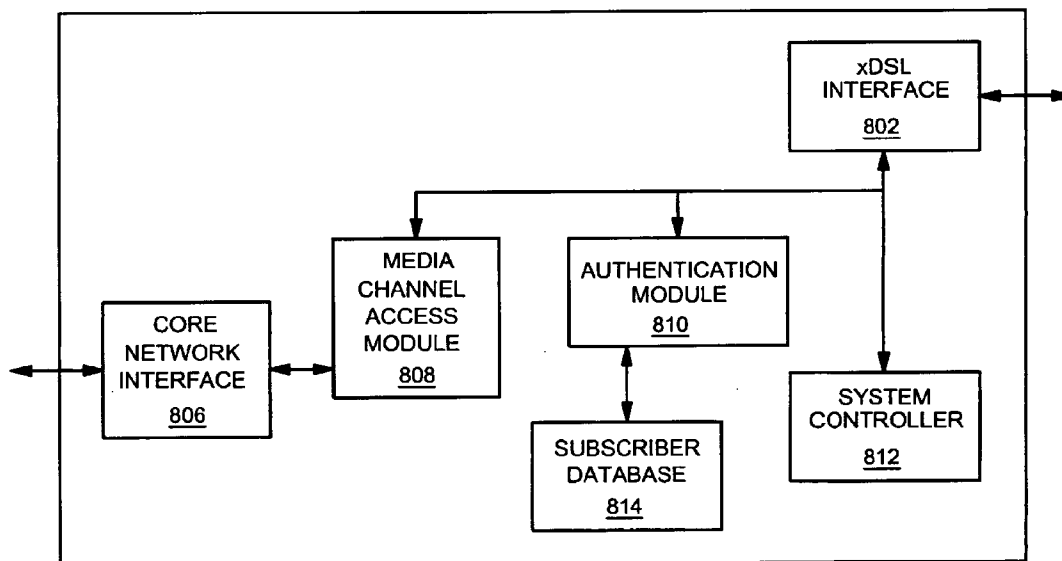 xDSL
INTERFACE
802
MEDIA
CHANNEL
ACCESS
MODULE
808
AUTHENTICATION
MODULE
810
CORE
NETWORK
INTERFACE
806
SYSTEM
CONTROLLER
812
SUBSCRIBER
DATABASE
814